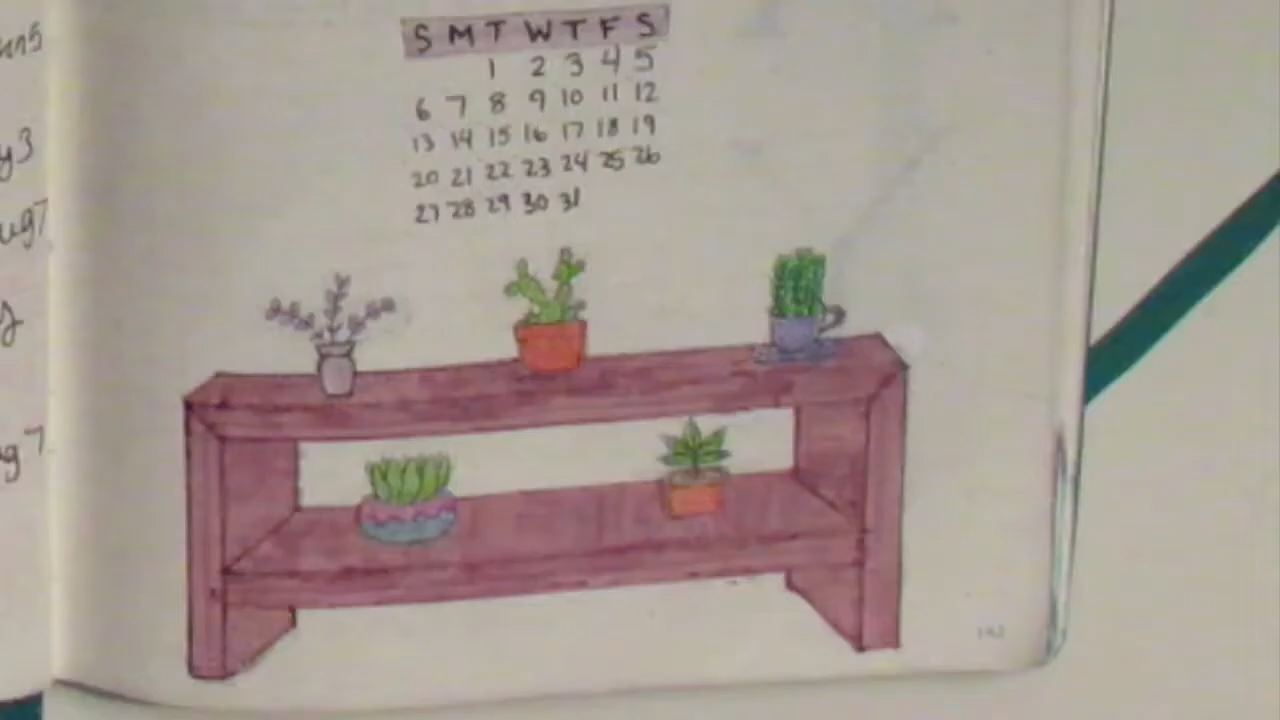 S M T W T F S
1 2 3 4 5
6 7 8 9 10 11 12
13 14 15 16 17 18 19
20 21 22 23 24 25 26
27 28 29 30 31